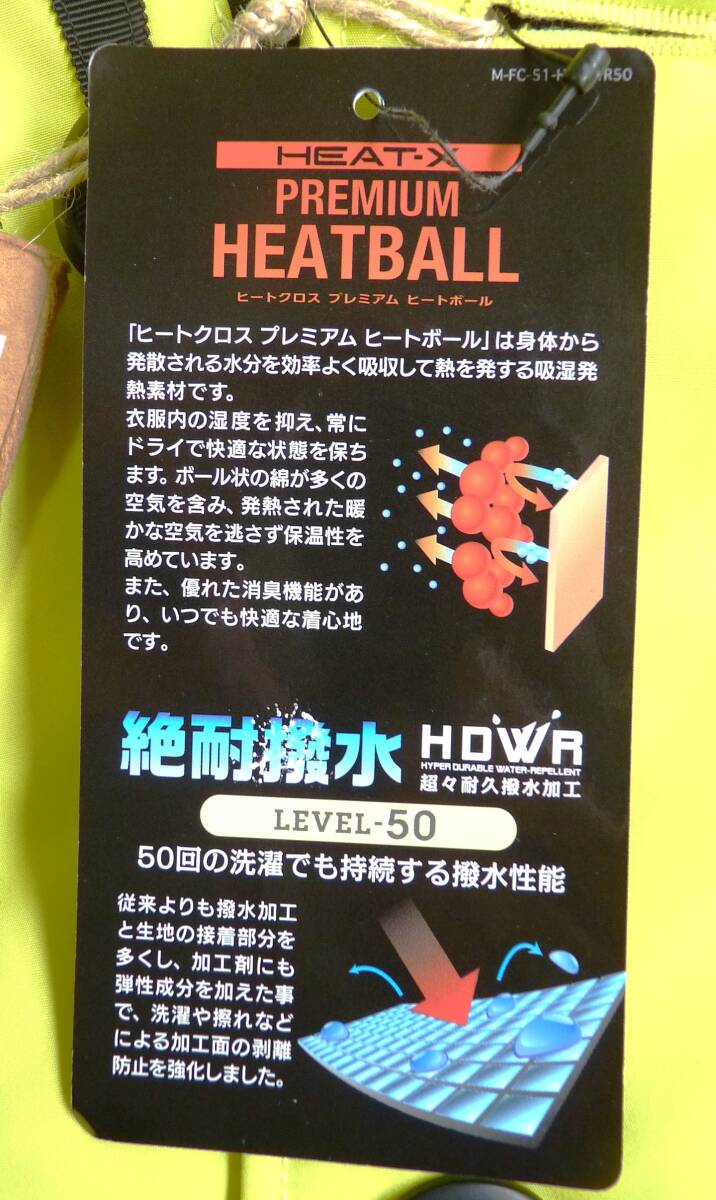 M-FC-51-H
R50
HEAT-X
PREMIUM
HEATBALL
ヒートクロス プレミアム ヒートボール
「ヒートクロス プレミアム ヒートボール」は身体から
発散される水分を効率よく吸収して熱を発する吸湿発
熱素材です。
衣服内の湿度を抑え、常に
ドライで快適な状態を保ち
ます。ボール状の綿が多くの
空気を含み、発熱された暖
かな空気を逃さず保温性を
高めています。
また、優れた消臭機能があ
り、いつでも快適な着心地
です。
絶耐撥水
HDWR
HYPER DURABLE WATER-REPELLENT
超々耐久撥水加工
LEVEL-50
50回の洗濯でも持続する撥水性能
従来よりも撥水加工
と生地の接着部分を
多くし、加工剤にも
弾性成分を加えた事
で、洗濯や擦れなど
による加工面の剥離
防止を強化しました。